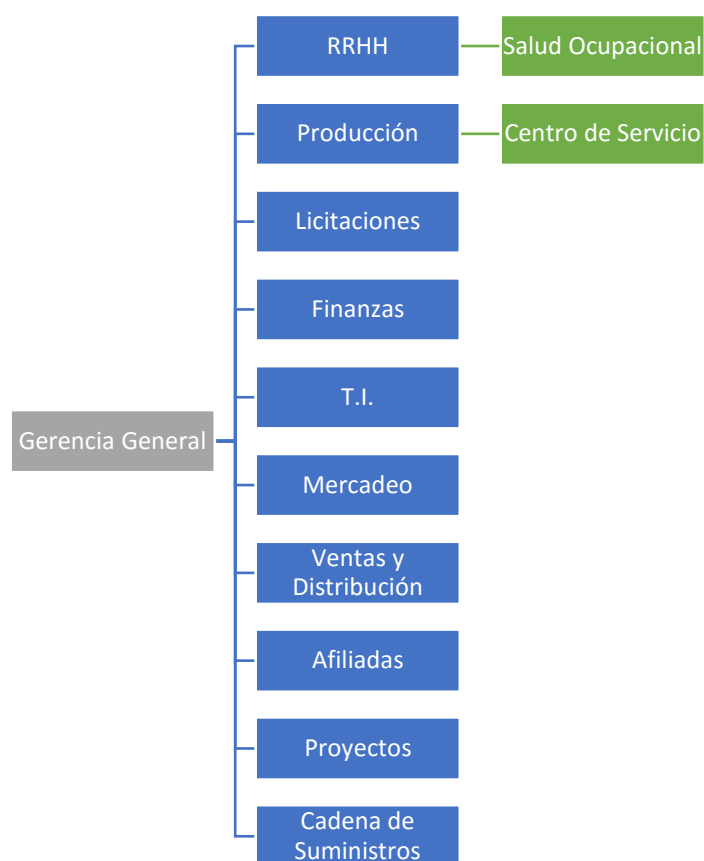 RRHH
Salud Ocupacional
Producción
Centro de Servicio
Licitaciones
Finanzas
T.I.
Gerencia General
Mercadeo
Ventas y
Distribución
Afiliadas
Proyectos
Cadena de
Suministros